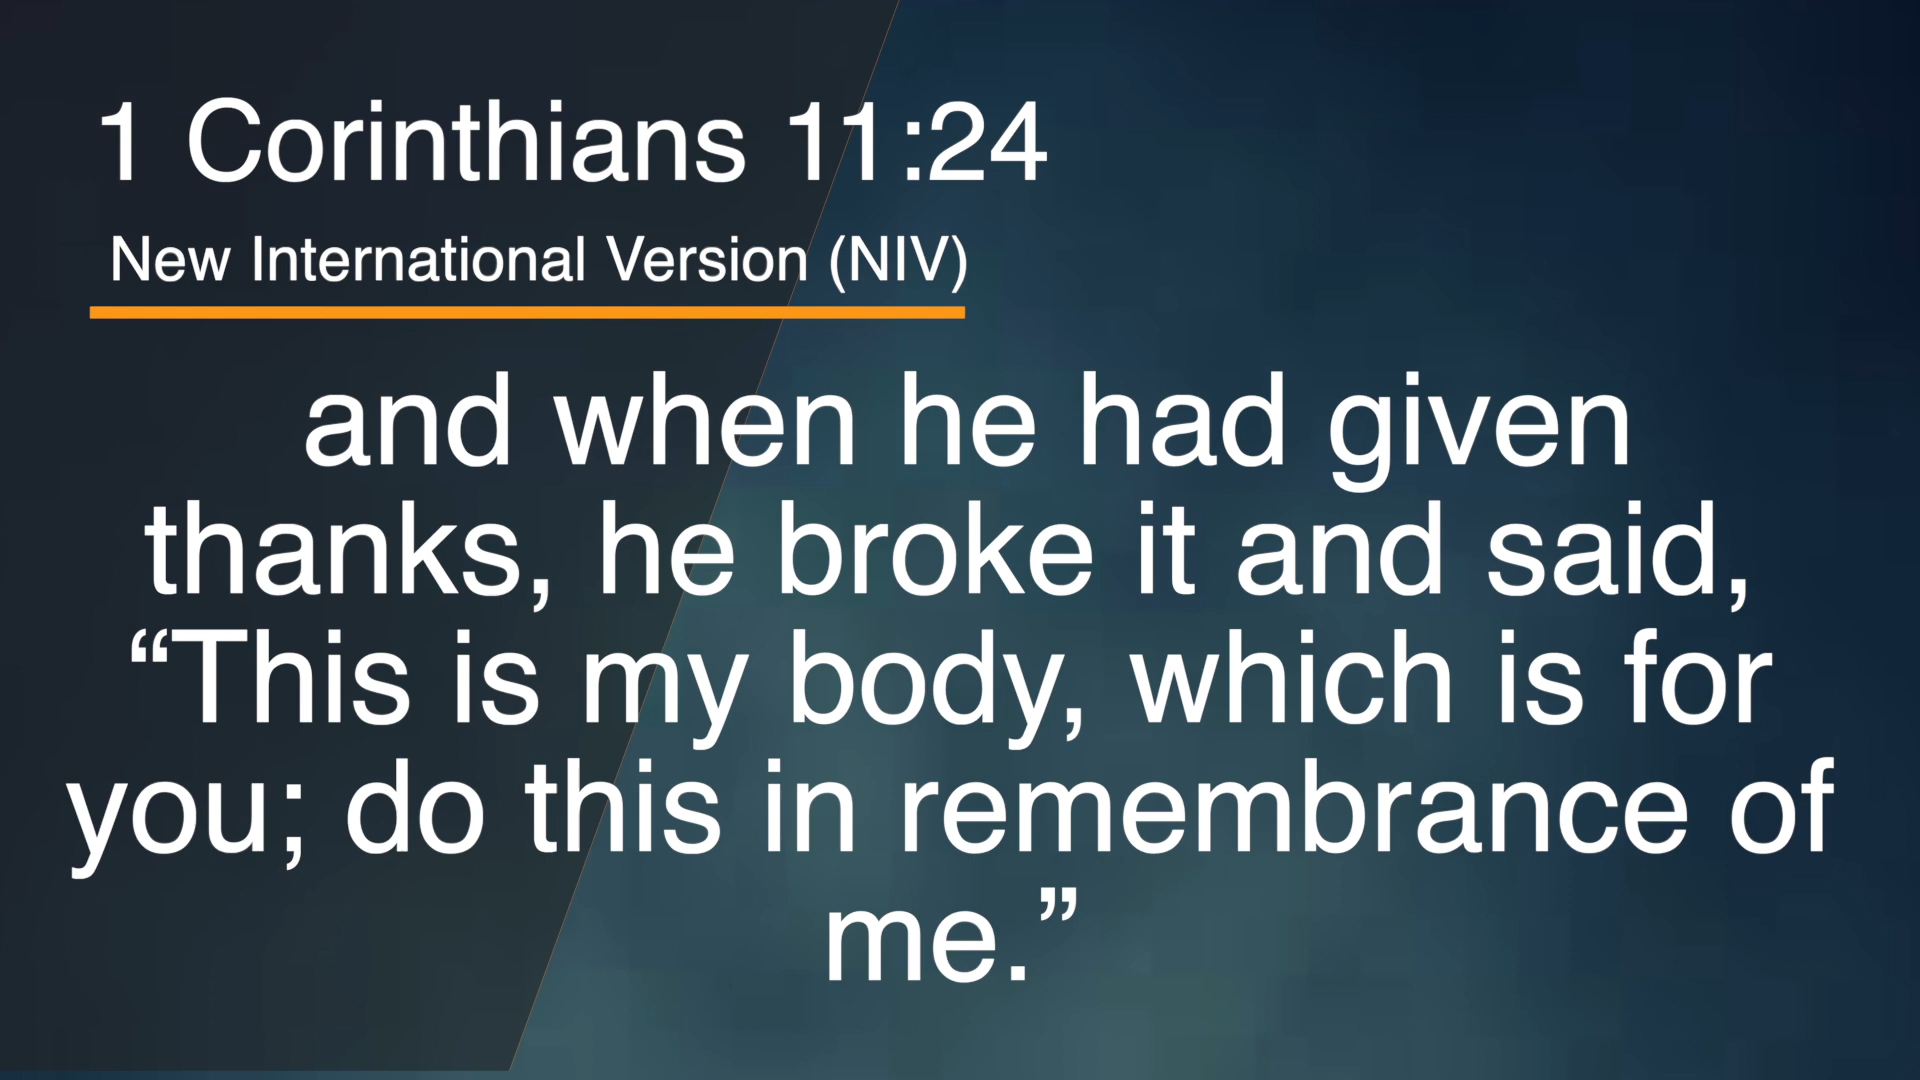 1 Corinthians 11:24
New International Version (NIV)
and when he had given
thanks, he broke it and said,
“This is my body, which is for
you; do this in remembrance of
me.”